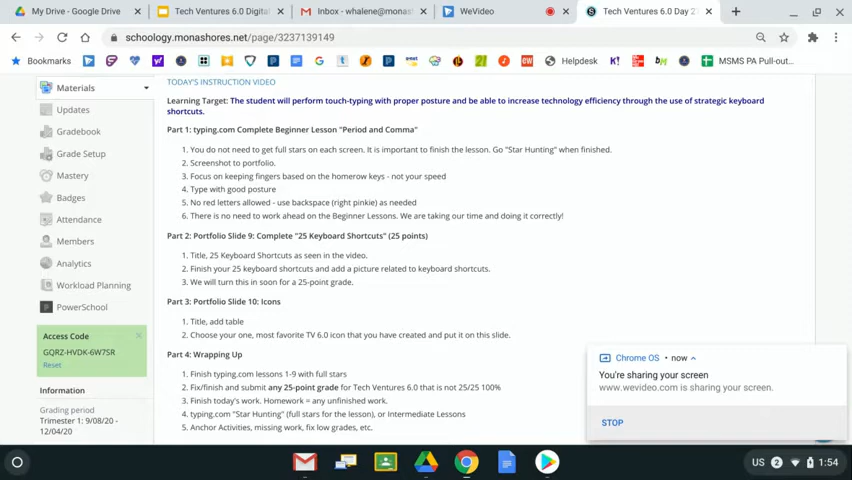 My Drive - Google Drive
Tech Ventures 6.0 Digital
Inbox - whalene@monash
WeVideo
Tech Ventures 6.0 Day 27
schoology.monashores.net/page/3237139149
Bookmarks
Helpdesk
MSMS PA Pull-out...
Materials
Updates
Gradebook
Grade Setup
Mastery
Badges
Attendance
Members
Analytics
Workload Planning
PowerSchool
Access Code
GQRZ-HVDK-6W7SR
Reset
Information
Grading period
Trimester 1: 9/08/20 -
12/04/20
TODAY'S INSTRUCTION VIDEO
Learning Target: The student will perform touch-typing with proper posture and be able to increase technology efficiency through the use of strategic keyboard
shortcuts.
Part 1: typing.com Complete Beginner Lesson "Period and Comma"
1. You do not need to get full stars on each screen. It is important to finish the lesson. Go "Star Hunting" when finished.
2. Screenshot to portfolio.
3. Focus on keeping fingers based on the homerow keys - not your speed
4. Type with good posture
5. No red letters allowed - use backspace (right pinkie) as needed
6. There is no need to work ahead on the Beginner Lessons. We are taking our time and doing it correctly!
Part 2: Portfolio Slide 9: Complete "25 Keyboard Shortcuts" (25 points)
1. Title, 25 Keyboard Shortcuts as seen in the video.
2. Finish your 25 keyboard shortcuts and add a picture related to keyboard shortcuts.
3. We will turn this in soon for a 25-point grade.
Part 3: Portfolio Slide 10: Icons
1. Title, add table
2. Choose your one, most favorite TV 6.0 icon that you have created and put it on this slide.
Part 4: Wrapping Up
1. Finish typing.com lessons 1-9 with full stars
2. Fix/finish and submit any 25-point grade for Tech Ventures 6.0 that is not 25/25 100%
3. Finish today's work. Homework = any unfinished work.
4. typing.com "Star Hunting" (full stars for the lesson), or Intermediate Lessons
5. Anchor Activities, missing work, fix low grades, etc.
Chrome OS • now
You're sharing your screen
www.wevideo.com is sharing your screen.
STOP
US 2 1:54